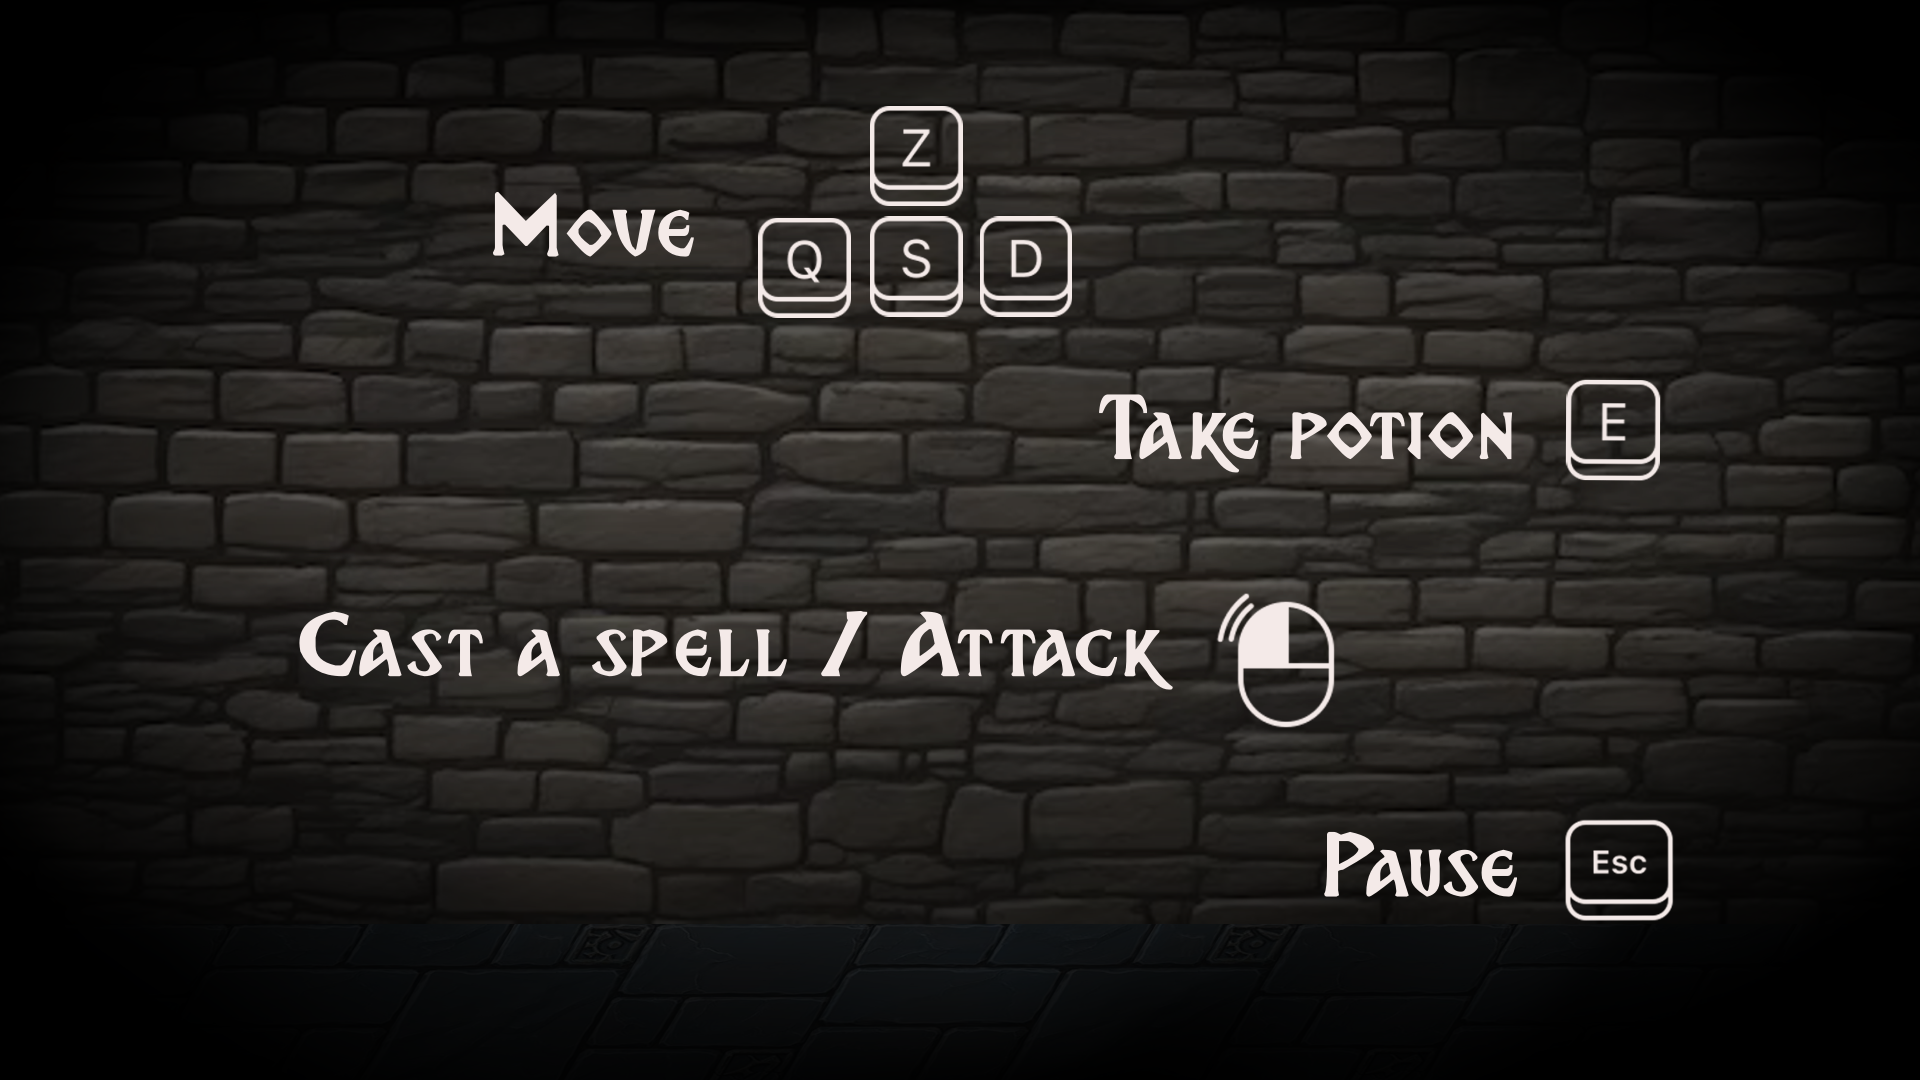 Z
Move
Q S D
Take potion E
Cast a spell / Attack
Pause Esc